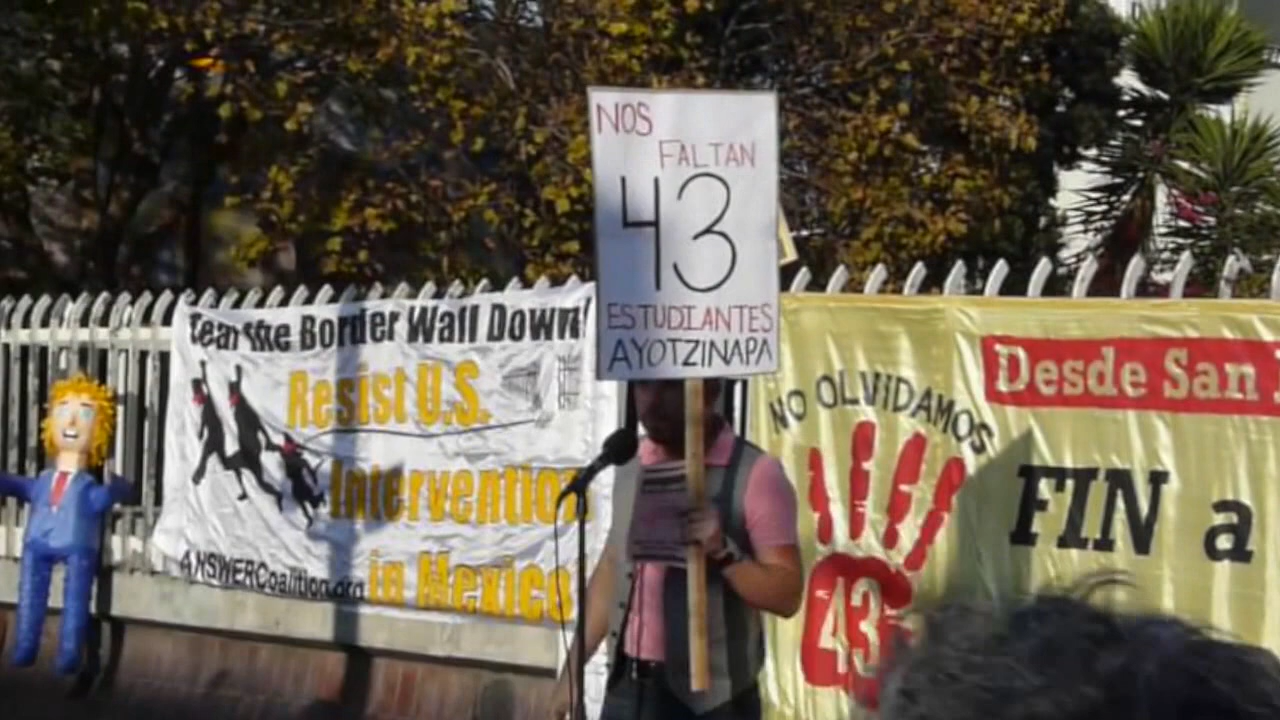 NOS
FALTAN
43
ESTUDIANTES
AYOTZINAPA
Tear the Border Wall Down!
Resist U.S.
Intervention
in Mexico
ANSWERCoalition.org
NO OLVIDAMOS
43
Desde San
FIN a